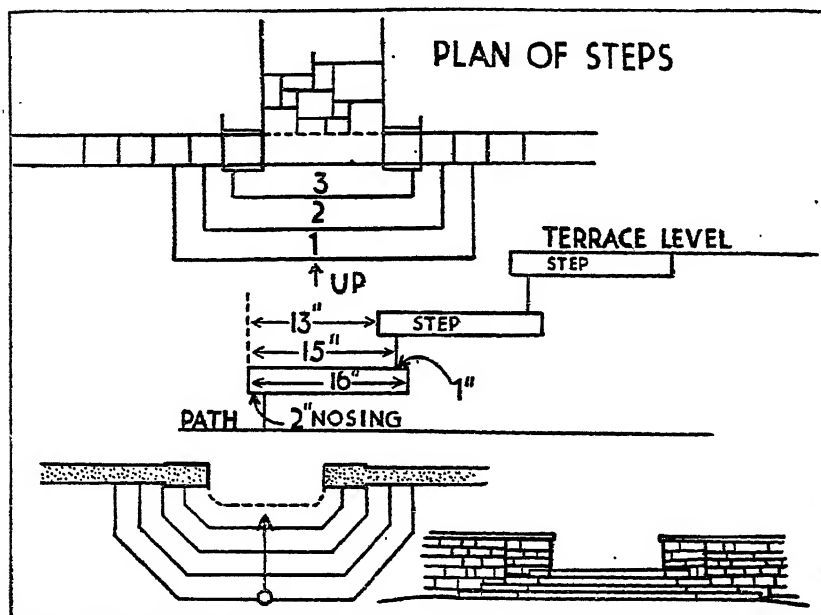 PLAN OF STEPS
3
2
1
UP
TERRACE LEVEL
STEP
13"
STEP
15"
16"
1"
PATH
2" NOSING